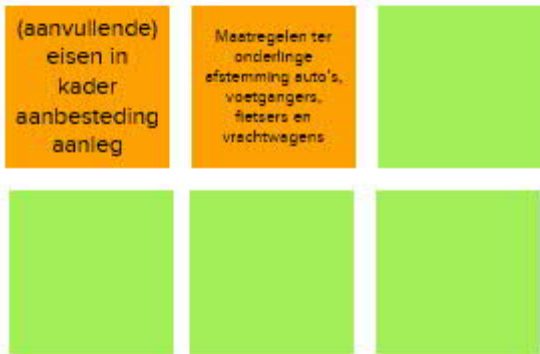 (aanvullende)
eisen in
kader
aanbesteding
aanleg
Maatregelen ter
onderlinge
afstemming auto's,
voetgangers,
fietsers en
vrachtwagens